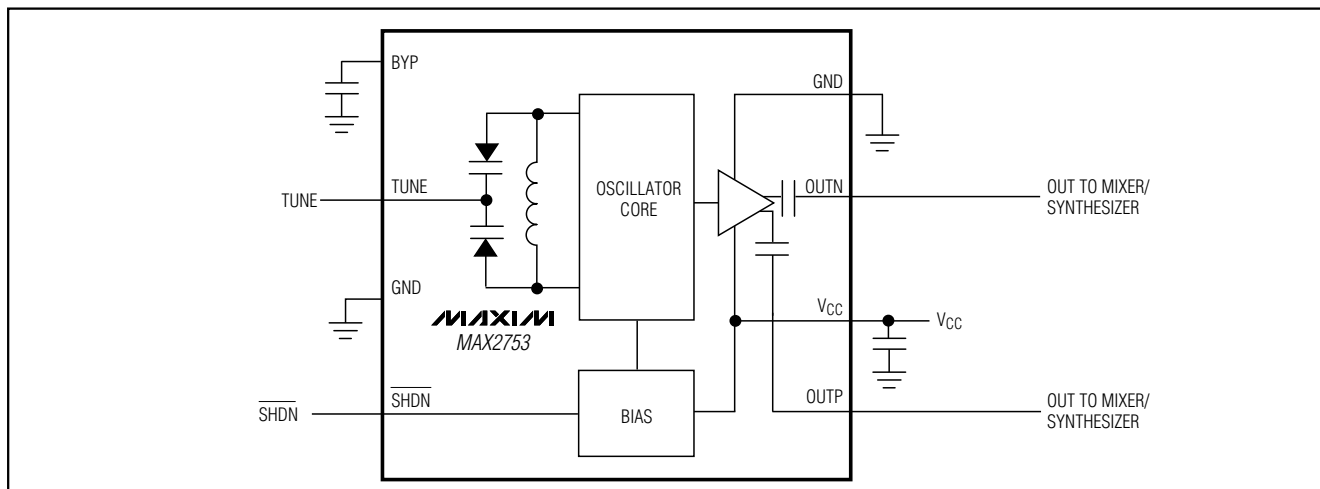 BYP
GND
TUNE
TUNE
OSCILLATOR
CORE
OUTN
OUT TO MIXER/
SYNTHESIZER
GND
MAXIM
MAX2753
VCC
VCC
SHDN
SHDN
BIAS
OUTP
OUT TO MIXER/
SYNTHESIZER